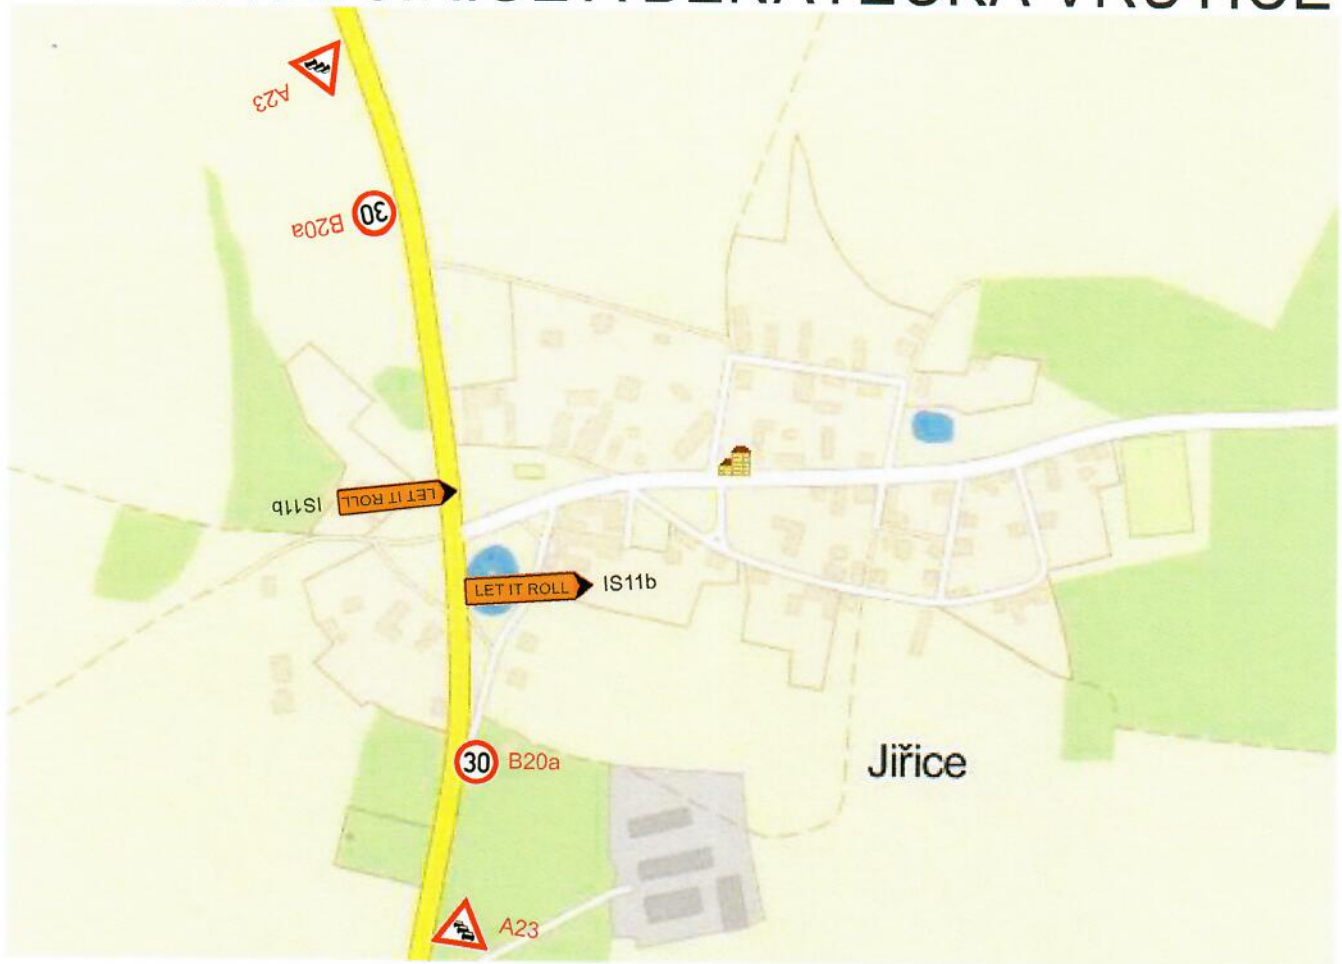 A23
30
B20a
LET IT ROLL
IS11b
LET IT ROLL
IS11b
30
B20a
Jiřice
A23